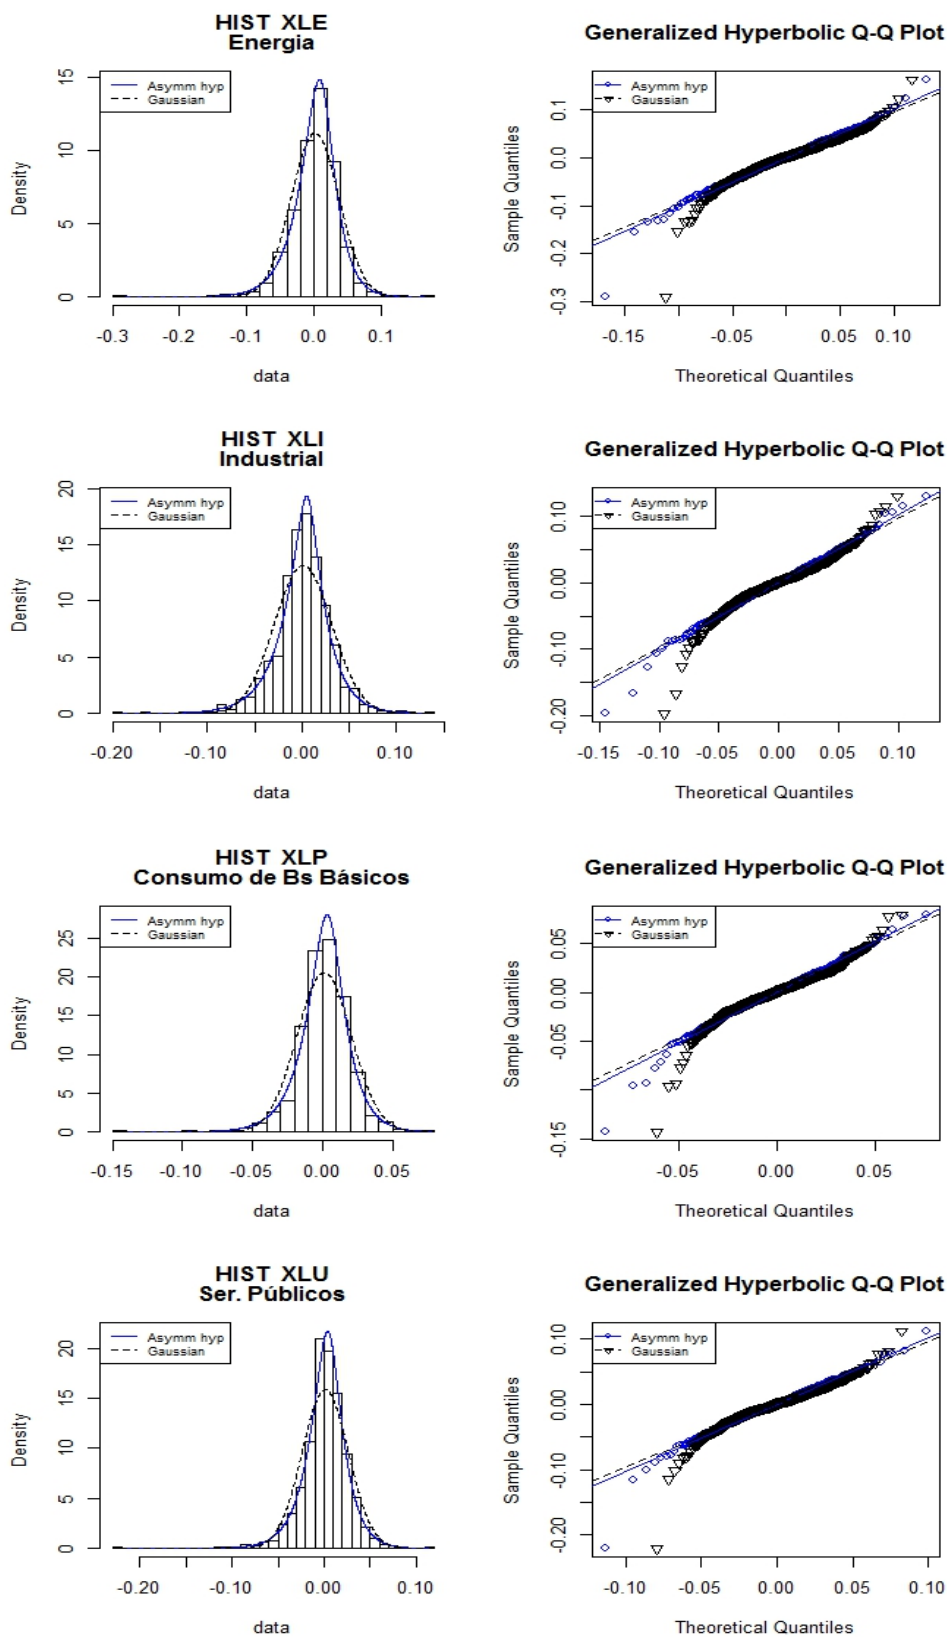 HIST XLE
Energia
Asymm hyp
Gaussian
Density
0
5
10
15
-0.3
-0.2
-0.1
0.0
0.1
data
Generalized Hyperbolic Q-Q Plot
Asymm hyp
Gaussian
Sample Quantiles
-0.3
-0.2
-0.1
0.0
0.1
-0.15
-0.05
0.05
0.10
Theoretical Quantiles
HIST XLI
Industrial
Asymm hyp
Gaussian
Density
0
5
10
15
20
-0.20
-0.10
0.00
0.10
data
Generalized Hyperbolic Q-Q Plot
Asymm hyp
Gaussian
Sample Quantiles
-0.20
-0.10
0.00
0.10
-0.15
-0.10
-0.05
0.00
0.05
0.10
Theoretical Quantiles
HIST XLP
Consumo de Bs Básicos
Asymm hyp
Gaussian
Density
0
5
10
15
20
25
-0.15
-0.10
-0.05
0.00
0.05
data
Generalized Hyperbolic Q-Q Plot
Asymm hyp
Gaussian
Sample Quantiles
-0.15
-0.05
0.00
0.05
-0.05
0.00
0.05
Theoretical Quantiles
HIST XLU
Ser. Públicos
Asymm hyp
Gaussian
Density
0
5
10
15
20
-0.20
-0.10
0.00
0.10
data
Generalized Hyperbolic Q-Q Plot
Asymm hyp
Gaussian
Sample Quantiles
-0.20
-0.10
0.00
0.10
-0.10
-0.05
0.00
0.05
0.10
Theoretical Quantiles